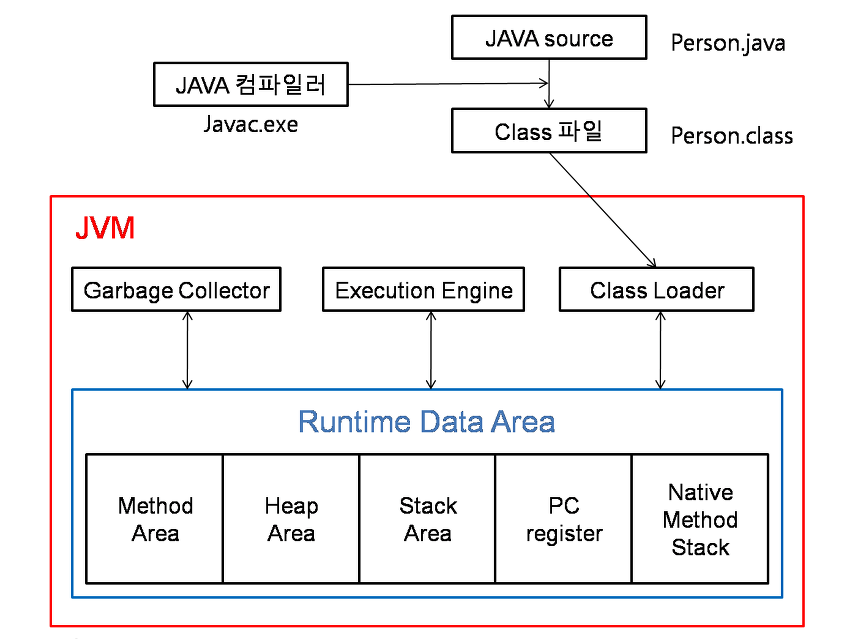 JAVA source
Person.java
JAVA 컴파일러
Javac.exe
Class 파일
Person.class
JVM
Garbage Collector
Execution Engine
Class Loader
Runtime Data Area
Method
Area
Heap
Area
Stack
Area
PC
register
Native
Method
Stack